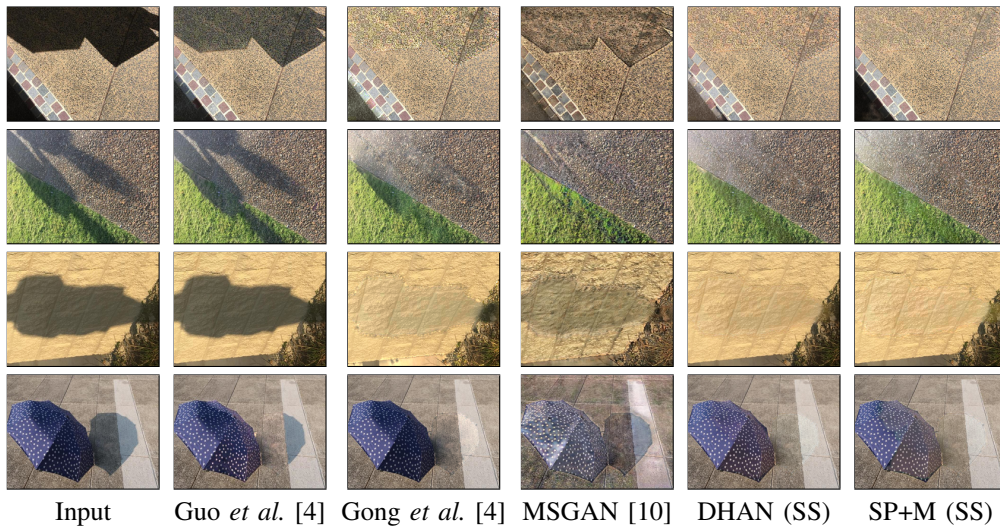 Input Guo et al. [4] Gong et al. [4] MSGAN [10] DHAN (SS) SP+M (SS)